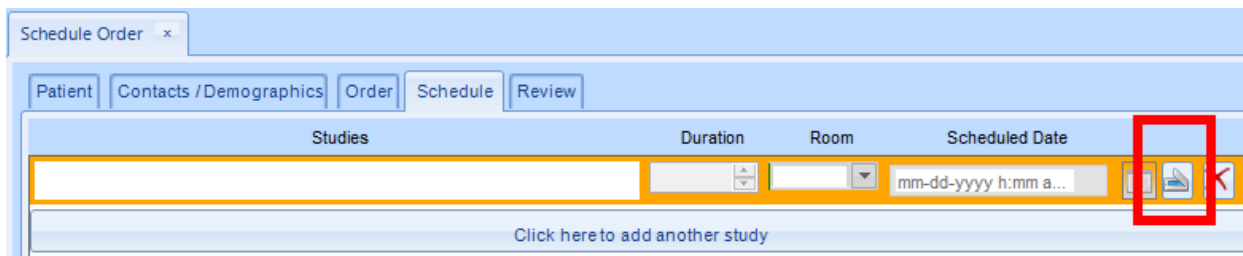 Schedule Order x
Patient Contacts / Demographics Order Schedule Review
Studies Duration Room Scheduled Date
mm-dd-yyyy h:mm a...
Click here to add another study